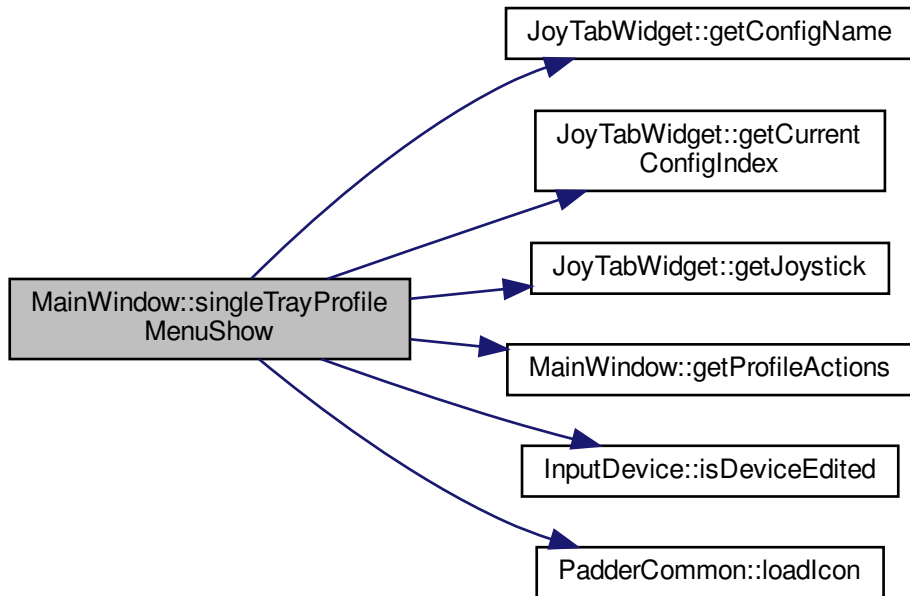 JoyTabWidget::getConfigName
JoyTabWidget::getCurrent
ConfigIndex
JoyTabWidget::getJoystick
MainWindow::singleTrayProfile
MenuShow
MainWindow::getProfileActions
InputDevice::isDeviceEdited
PadderCommon::loadIcon